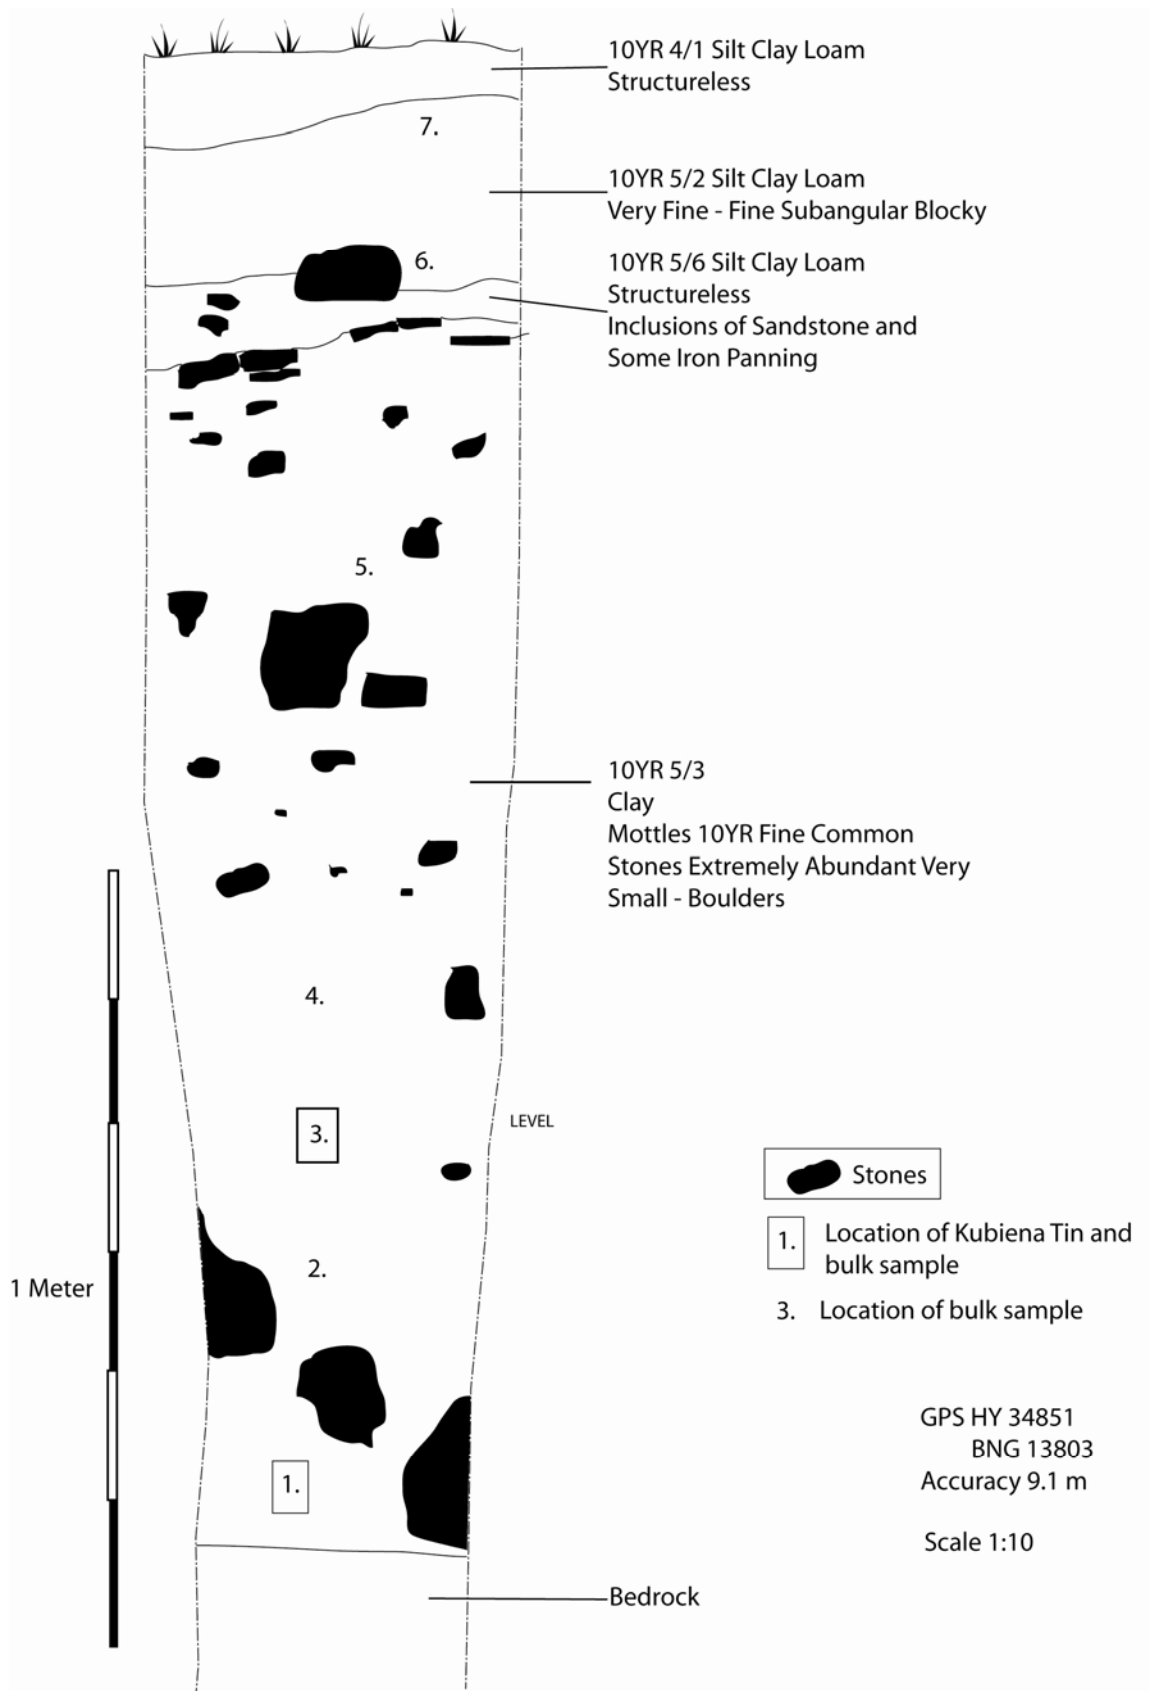 10YR 4/1 Silt Clay Loam
Structureless
7.
10YR 5/2 Silt Clay Loam
Very Fine - Fine Subangular Blocky
6.
10YR 5/6 Silt Clay Loam
Structureless
Inclusions of Sandstone and
Some Iron Panning
5.
10YR 5/3
Clay
Mottles 10YR Fine Common
Stones Extremely Abundant Very
Small - Boulders
4.
3.
LEVEL
2.
1 Meter
1.
Stones
1. Location of Kubiena Tin and
bulk sample
3. Location of bulk sample
GPS HY 34851
BNG 13803
Accuracy 9.1 m
Scale 1:10
Bedrock